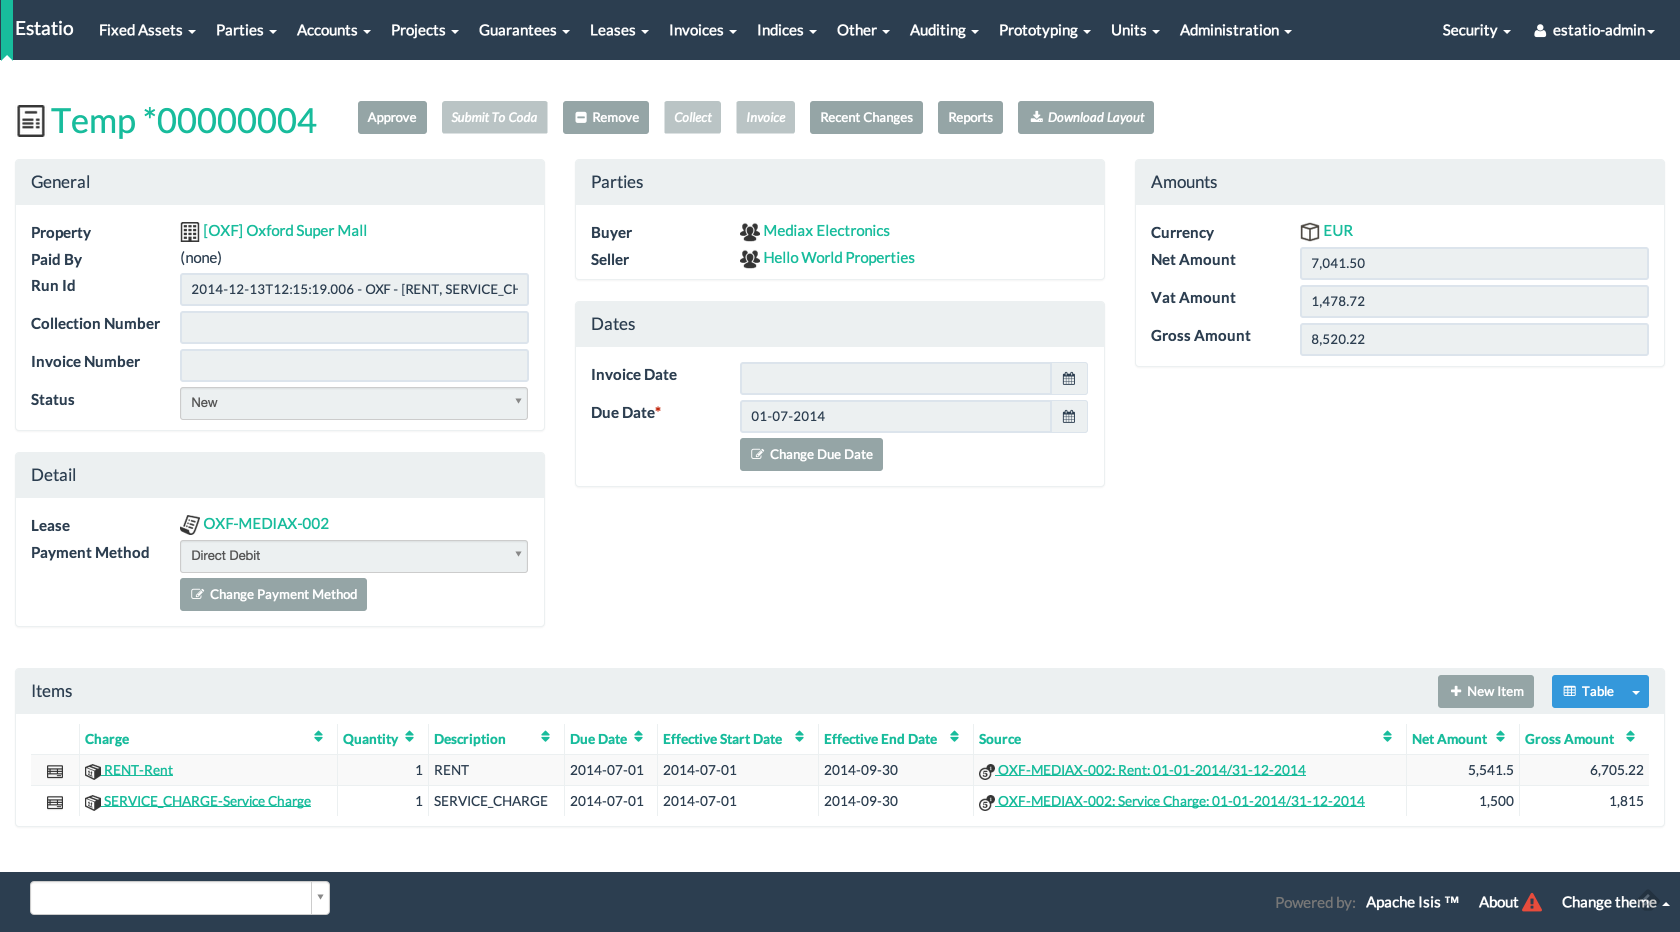 Estatio Fixed Assets Parties Accounts Projects Guarantees Leases Invoices Indices Other Auditing Prototyping Units Administration Security estatio-admin
Temp *00000004 Approve Submit To Coda Remove Collect Invoice Recent Changes Reports Download Layout
General
Property [OXF] Oxford Super Mall
Paid By (none)
Run Id 2014-12-13T12:15:19.006 - OXF - [RENT, SERVICE_CH
Collection Number
Invoice Number
Status New
Detail
Lease OXF-MEDIAX-002
Payment Method Direct Debit
Change Payment Method
Parties
Buyer Mediax Electronics
Seller Hello World Properties
Dates
Invoice Date
Due Date* 01-07-2014
Change Due Date
Amounts
Currency EUR
Net Amount 7,041.50
Vat Amount 1,478.72
Gross Amount 8,520.22
Items New Item Table
Charge Quantity Description Due Date Effective Start Date Effective End Date Source Net Amount Gross Amount
RENT-Rent 1 RENT 2014-07-01 2014-07-01 2014-09-30 OXF-MEDIAX-002: Rent: 01-01-2014/31-12-2014 5,541.5 6,705.22
SERVICE_CHARGE-Service Charge 1 SERVICE_CHARGE 2014-07-01 2014-07-01 2014-09-30 OXF-MEDIAX-002: Service Charge: 01-01-2014/31-12-2014 1,500 1,815
Powered by: Apache Isis ™ About Change theme